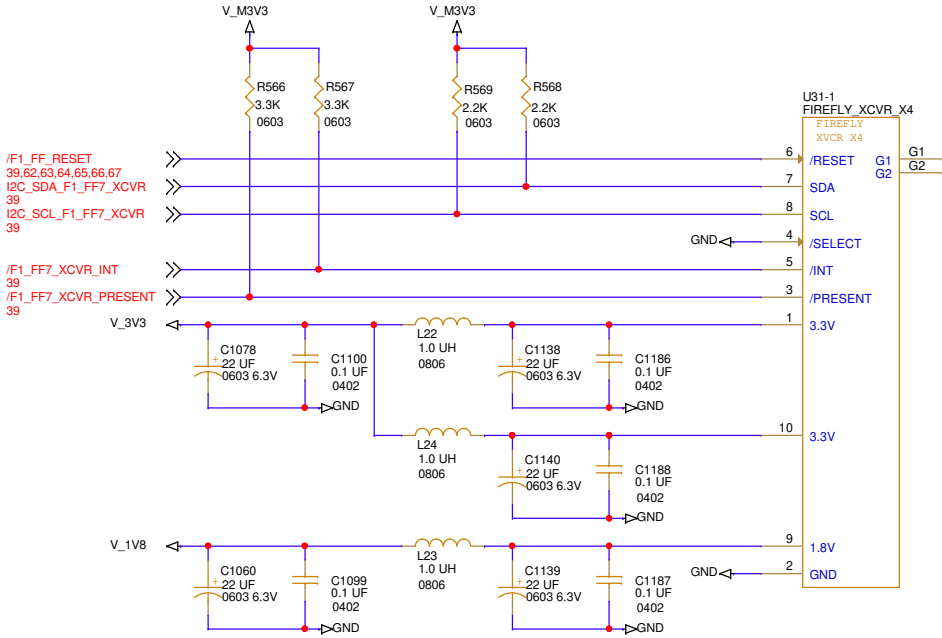 V_M3V3
V_M3V3
R566
3.3K
0603
R567
3.3K
0603
R569
2.2K
0603
R568
2.2K
0603
U31-1
FIREFLY_XCVR_X4
FIREFLY
XVCR X4
/F1_FF_RESET
39,62,63,64,65,66,67
I2C_SDA_F1_FF7_XCVR
39
I2C_SCL_F1_FF7_XCVR
39
/F1_FF7_XCVR_INT
39
/F1_FF7_XCVR_PRESENT
39
6
/RESET
G1
G1
G2
G2
7
SDA
8
SCL
GND
4
/SELECT
5
/INT
3
/PRESENT
V_3V3
1
3.3V
C1078
22 UF
0603 6.3V
C1100
0.1 UF
0402
GND
L22
1.0 UH
0806
C1138
22 UF
0603 6.3V
C1186
0.1 UF
0402
GND
10
3.3V
L24
1.0 UH
0806
C1140
22 UF
0603 6.3V
C1188
0.1 UF
0402
GND
V_1V8
9
1.8V
GND
2
GND
C1060
22 UF
0603 6.3V
C1099
0.1 UF
0402
GND
L23
1.0 UH
0806
C1139
22 UF
0603 6.3V
C1187
0.1 UF
0402
GND